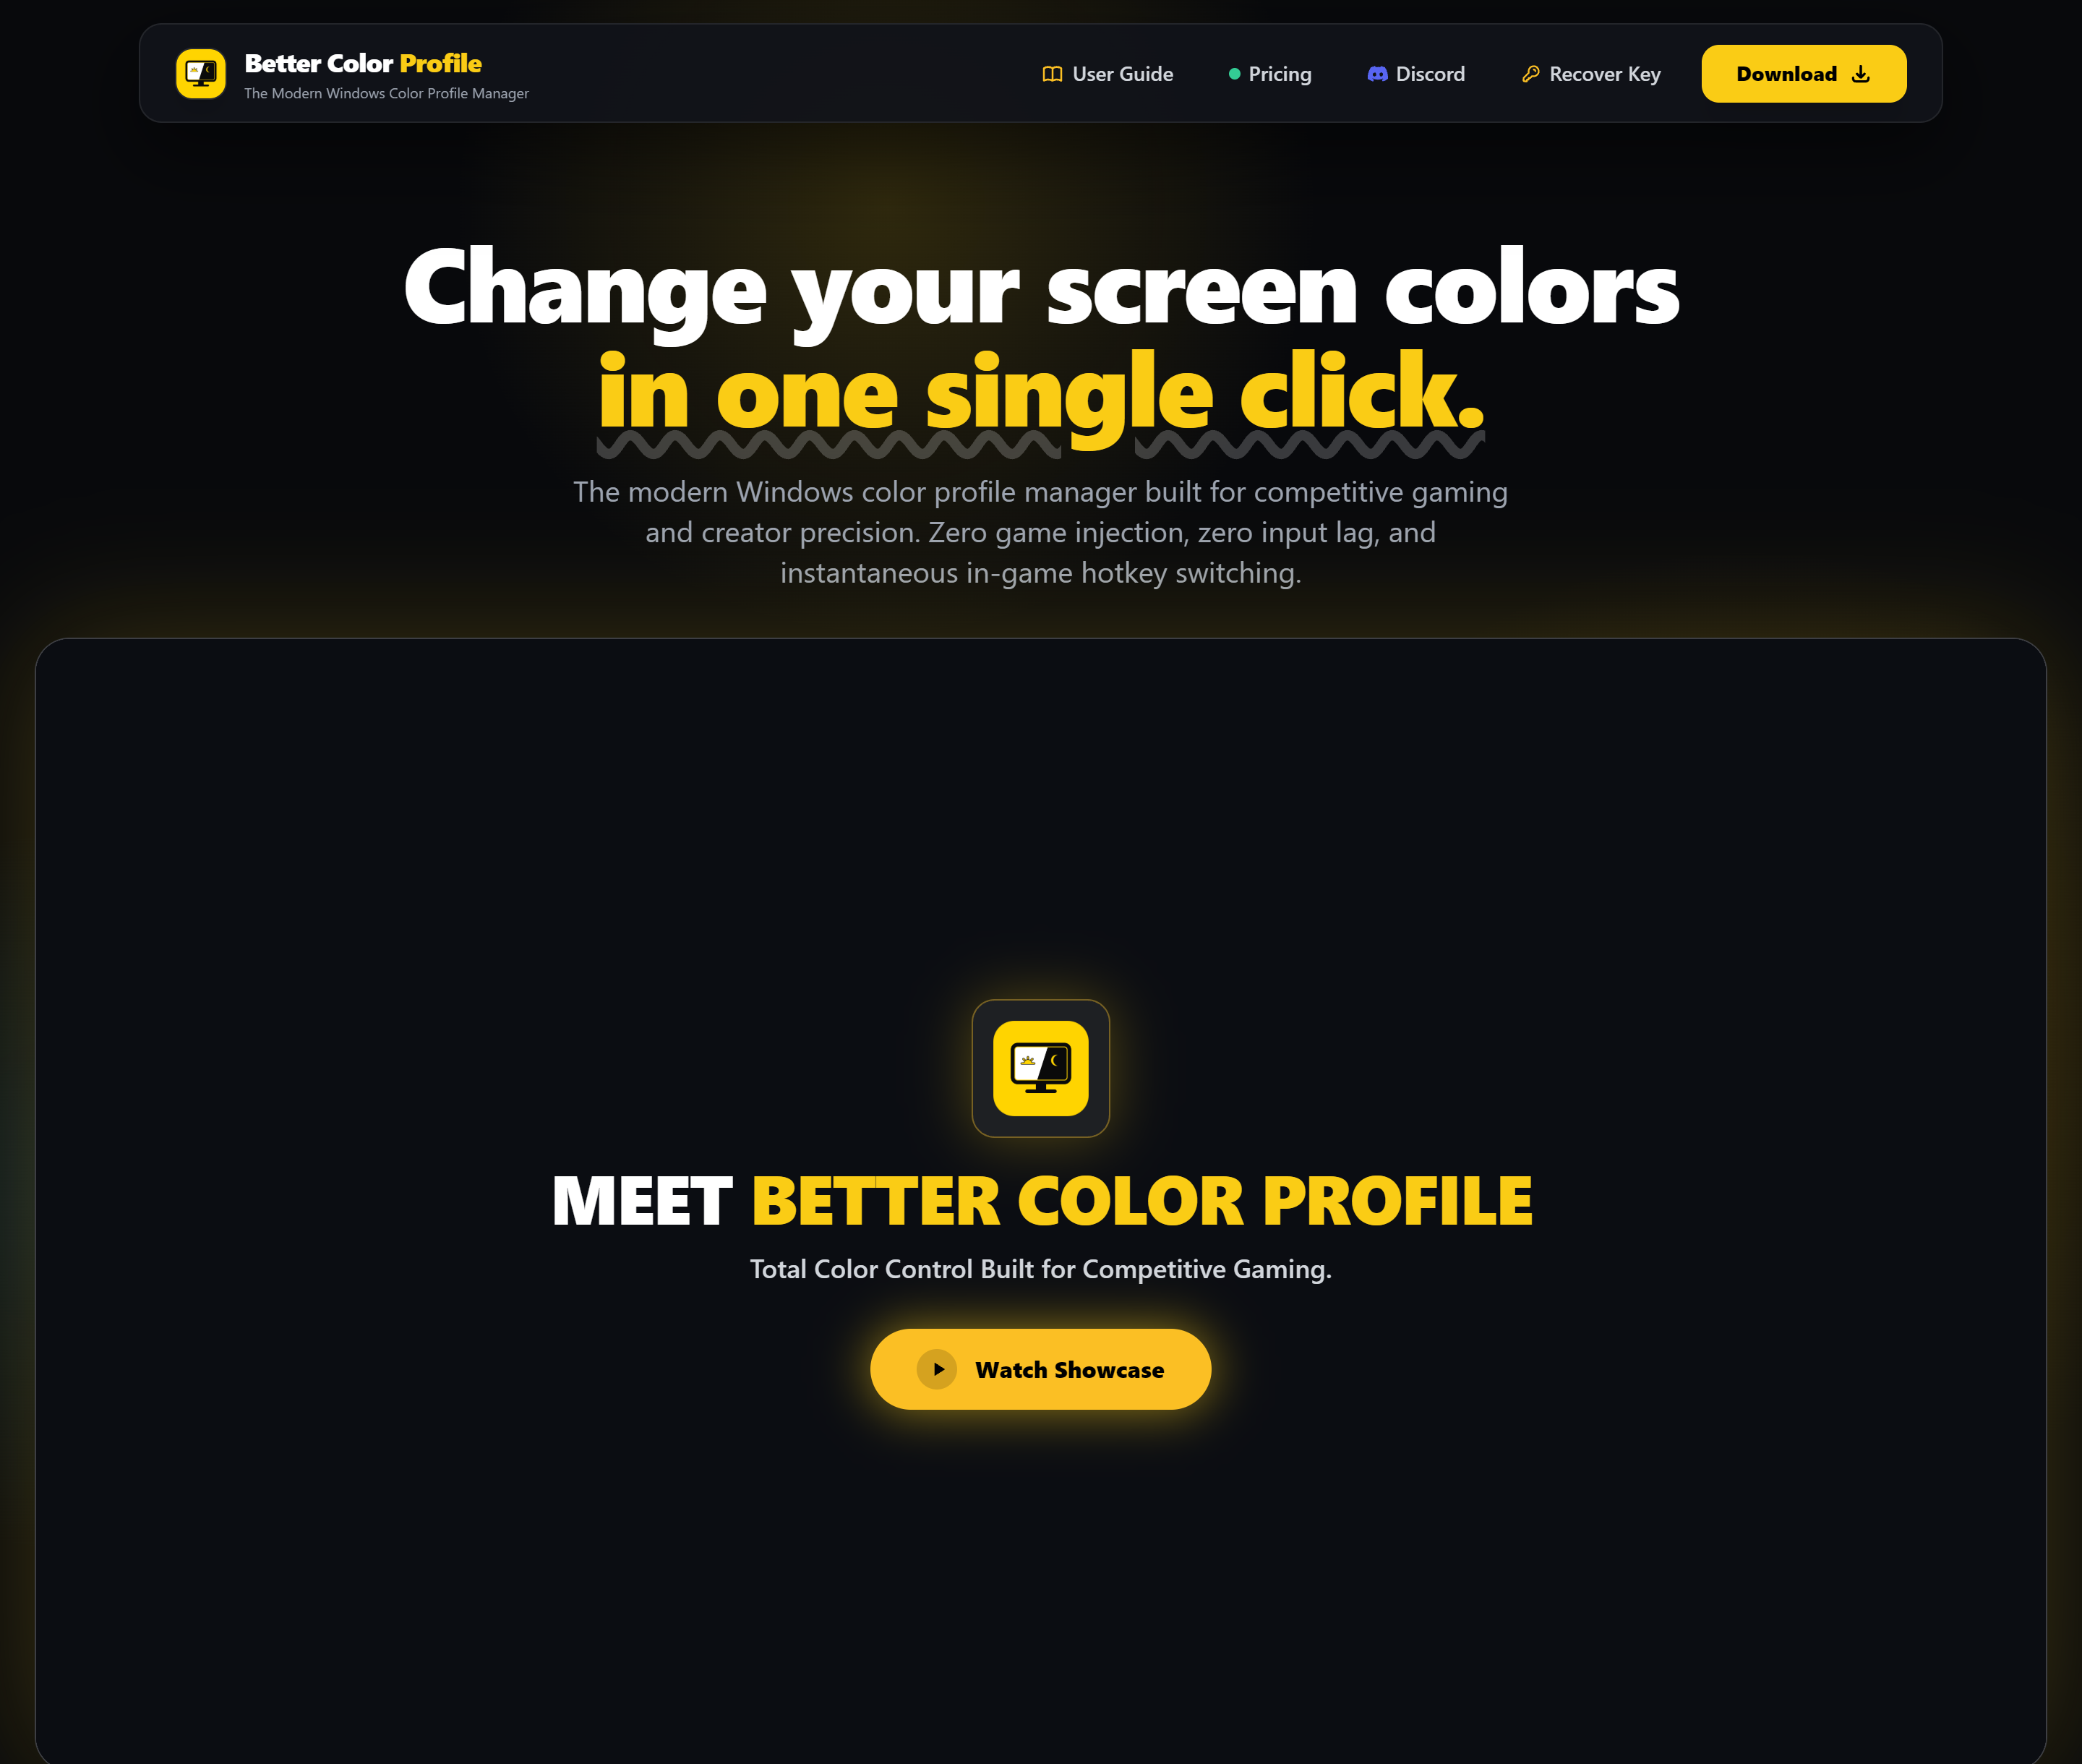 Better Color Profile
The Modern Windows Color Profile Manager
User Guide
Pricing
Discord
Recover Key
Download
Change your screen colors
in one single click.
The modern Windows color profile manager built for competitive gaming
and creator precision. Zero game injection, zero input lag, and
instantaneous in-game hotkey switching.
MEET BETTER COLOR PROFILE
Total Color Control Built for Competitive Gaming.
Watch Showcase